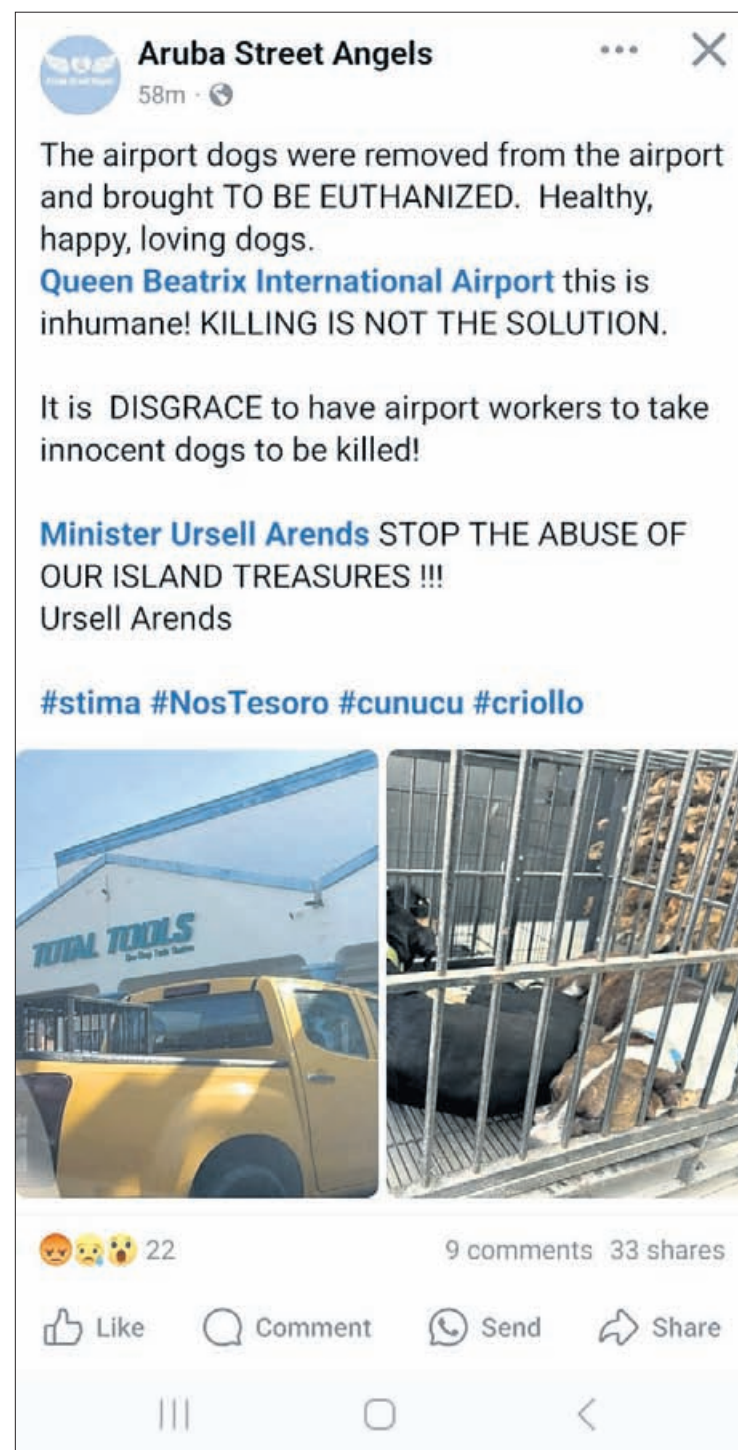 Aruba Street Angels
58m
The airport dogs were removed from the airport
and brought TO BE EUTHANIZED. Healthy,
happy, loving dogs.
Queen Beatrix International Airport this is
inhumane! KILLING IS NOT THE SOLUTION.
It is DISGRACE to have airport workers to take
innocent dogs to be killed!
Minister Ursell Arends STOP THE ABUSE OF
OUR ISLAND TREASURES !!!
Ursell Arends
#stima #NosTesoro #cunucu #criollo
TOTAL TOOLS
22
9 comments 33 shares
Like Comment Send Share